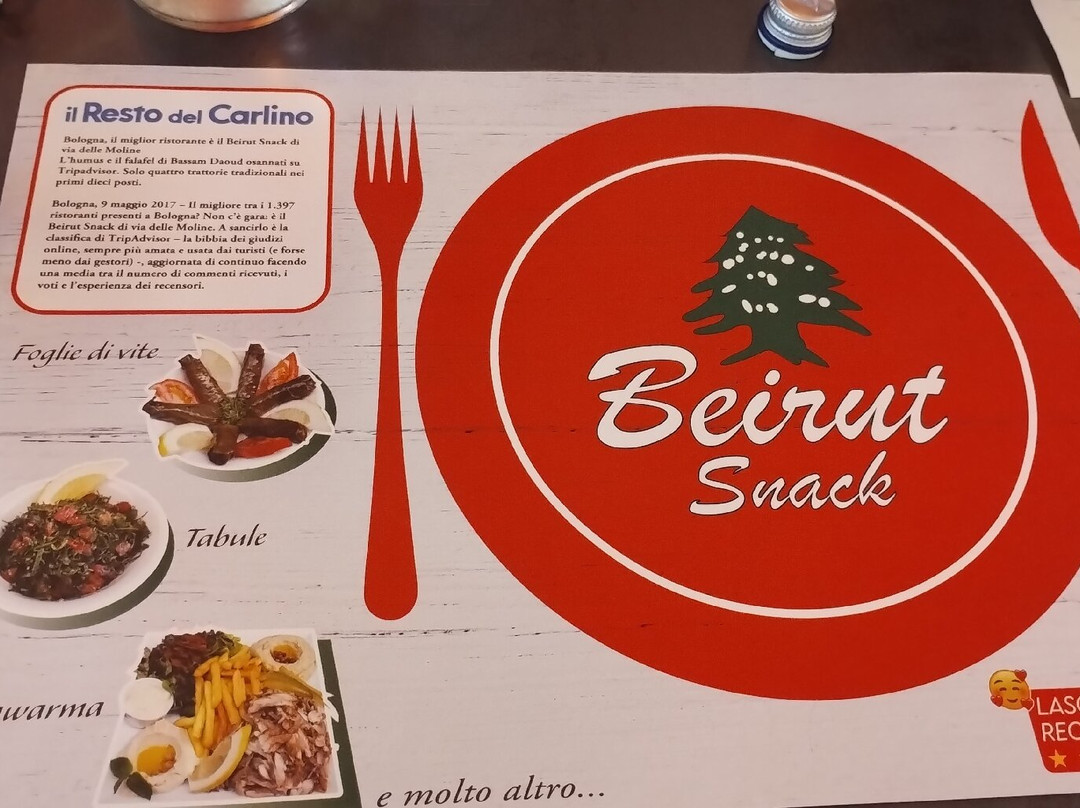 il Resto del Carlino
Bologna, il miglior ristorante è il Beirut Snack di
via delle Moline
L'humus e il falafel di Bassam Daoud osannati su
Tripadvisor. Solo quattro trattorie tradizionali nei
primi dieci posti.
Bologna, 9 maggio 2017 – Il migliore tra i 1.397
ristoranti presenti a Bologna? Non c'è gara: è il
Beirut Snack di via delle Moline. A sancirlo è la
classifica di TripAdvisor – la bibbia dei giudizi
online, sempre più amata e usata dai turisti (e forse
meno dai gestori) -, aggiornata di continuo facendo
una media tra il numero di commenti ricevuti, i
voti e l'esperienza dei recensori.
Foglie di vite
Tabule
warma
e molto altro...
Beirut
Snack
LASC
REC